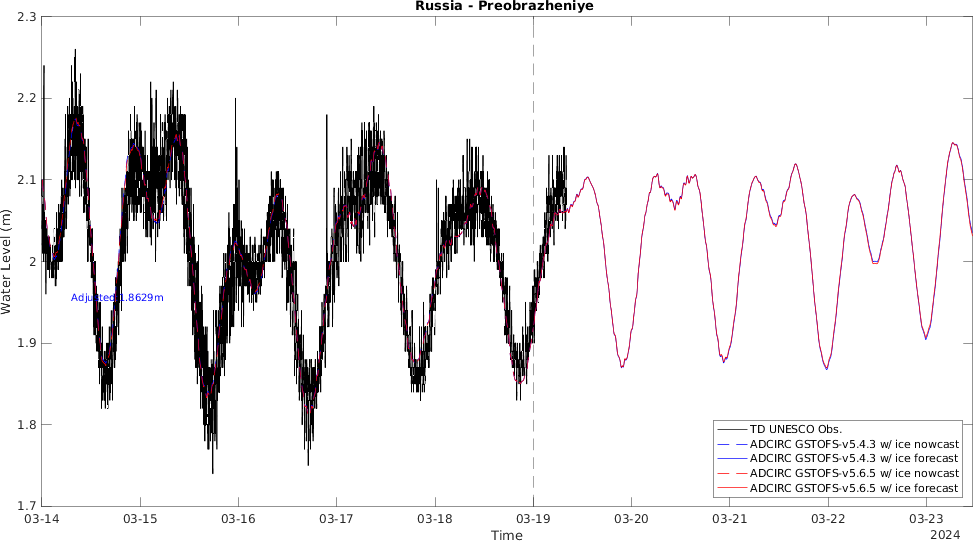 Russia - Preobrazheniye
2.3
2.2
2.1
2
1.9
1.8
1.7
Water Level (m)
Adjusted 1.8629m
TD UNESCO Obs.
ADCIRC GSTOFS-v5.4.3 w/ ice nowcast
ADCIRC GSTOFS-v5.4.3 w/ ice forecast
ADCIRC GSTOFS-v5.6.5 w/ ice nowcast
ADCIRC GSTOFS-v5.6.5 w/ ice forecast
03-14 03-15 03-16 03-17 03-18 03-19 03-20 03-21 03-22 03-23
Time
2024